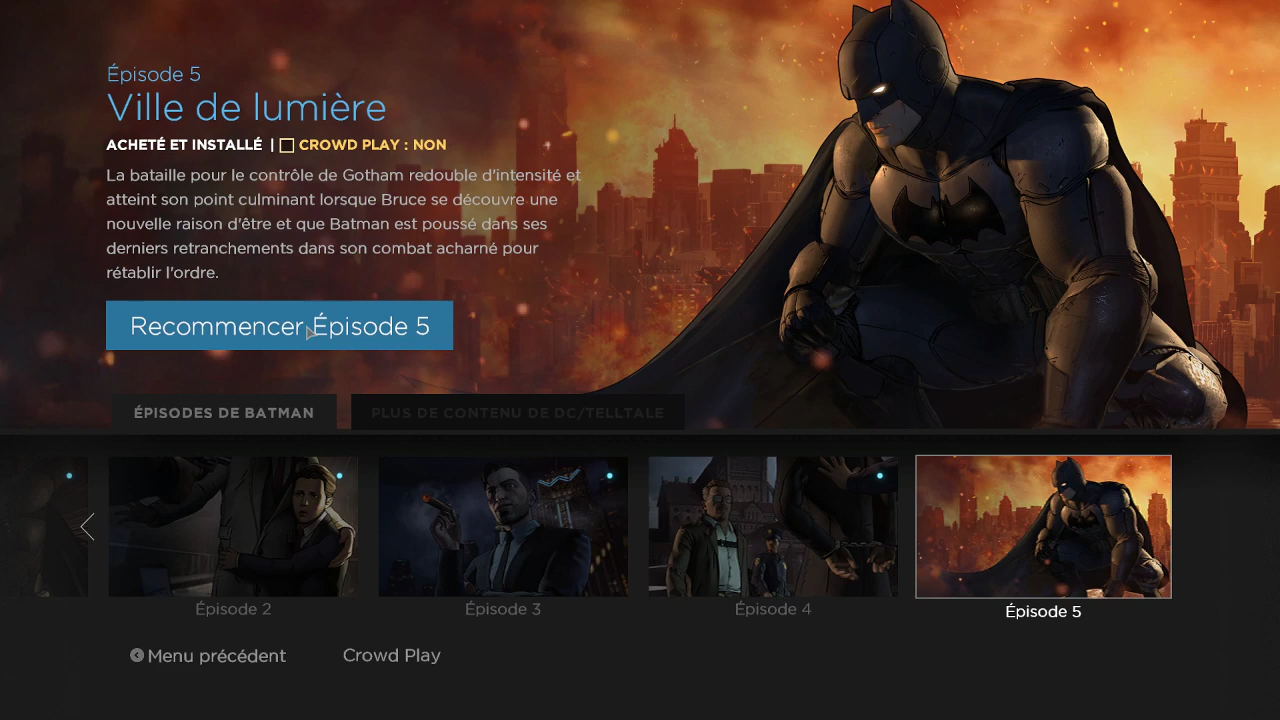 Épisode 5
Ville de lumière
ACHETÉ ET INSTALLÉ | CROWD PLAY : NON
La bataille pour le contrôle de Gotham redouble d'intensité et
atteint son point culminant lorsque Bruce se découvre une
nouvelle raison d'être et que Batman est poussé dans ses
derniers retranchements dans son combat acharné pour
rétablir l'ordre.
Recommencer Épisode 5
ÉPISODES DE BATMAN
PLUS DE CONTENU DE DC/TELLTALE
Épisode 2
Épisode 3
Épisode 4
Épisode 5
Menu précédent
Crowd Play